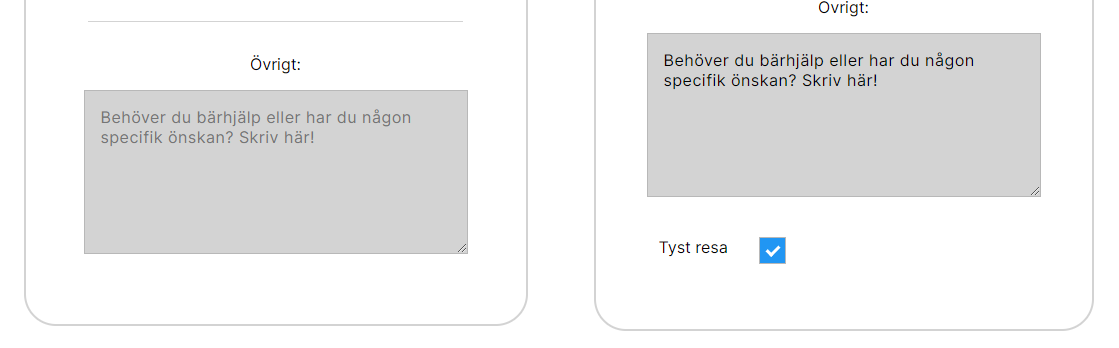 Övrigt:
Behöver du bärhjälp eller har du någon
specifik önskan? Skriv här!
Övrigt:
Behöver du bärhjälp eller har du någon
specifik önskan? Skriv här!
Tyst resa